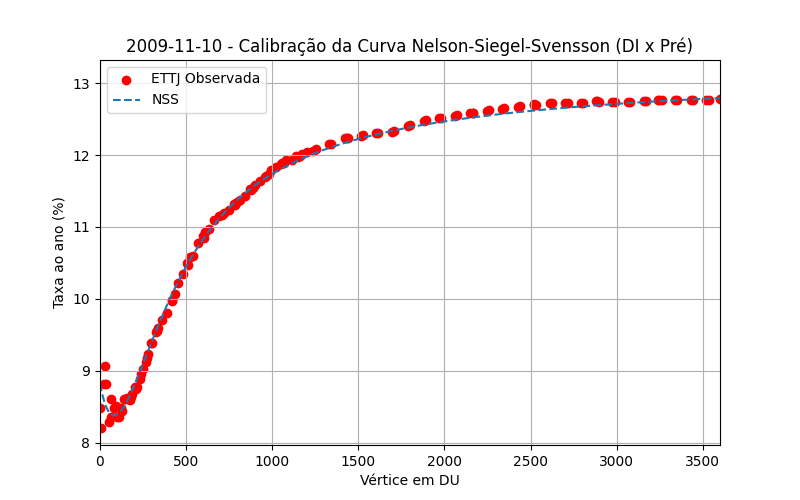 2009-11-10 - Calibração da Curva Nelson-Siegel-Svensson (DI x Pré)
ETTJ Observada
NSS
Taxa ao ano (%)
13
12
11
10
9
8
0 500 1000 1500 2000 2500 3000 3500
Vértice em DU